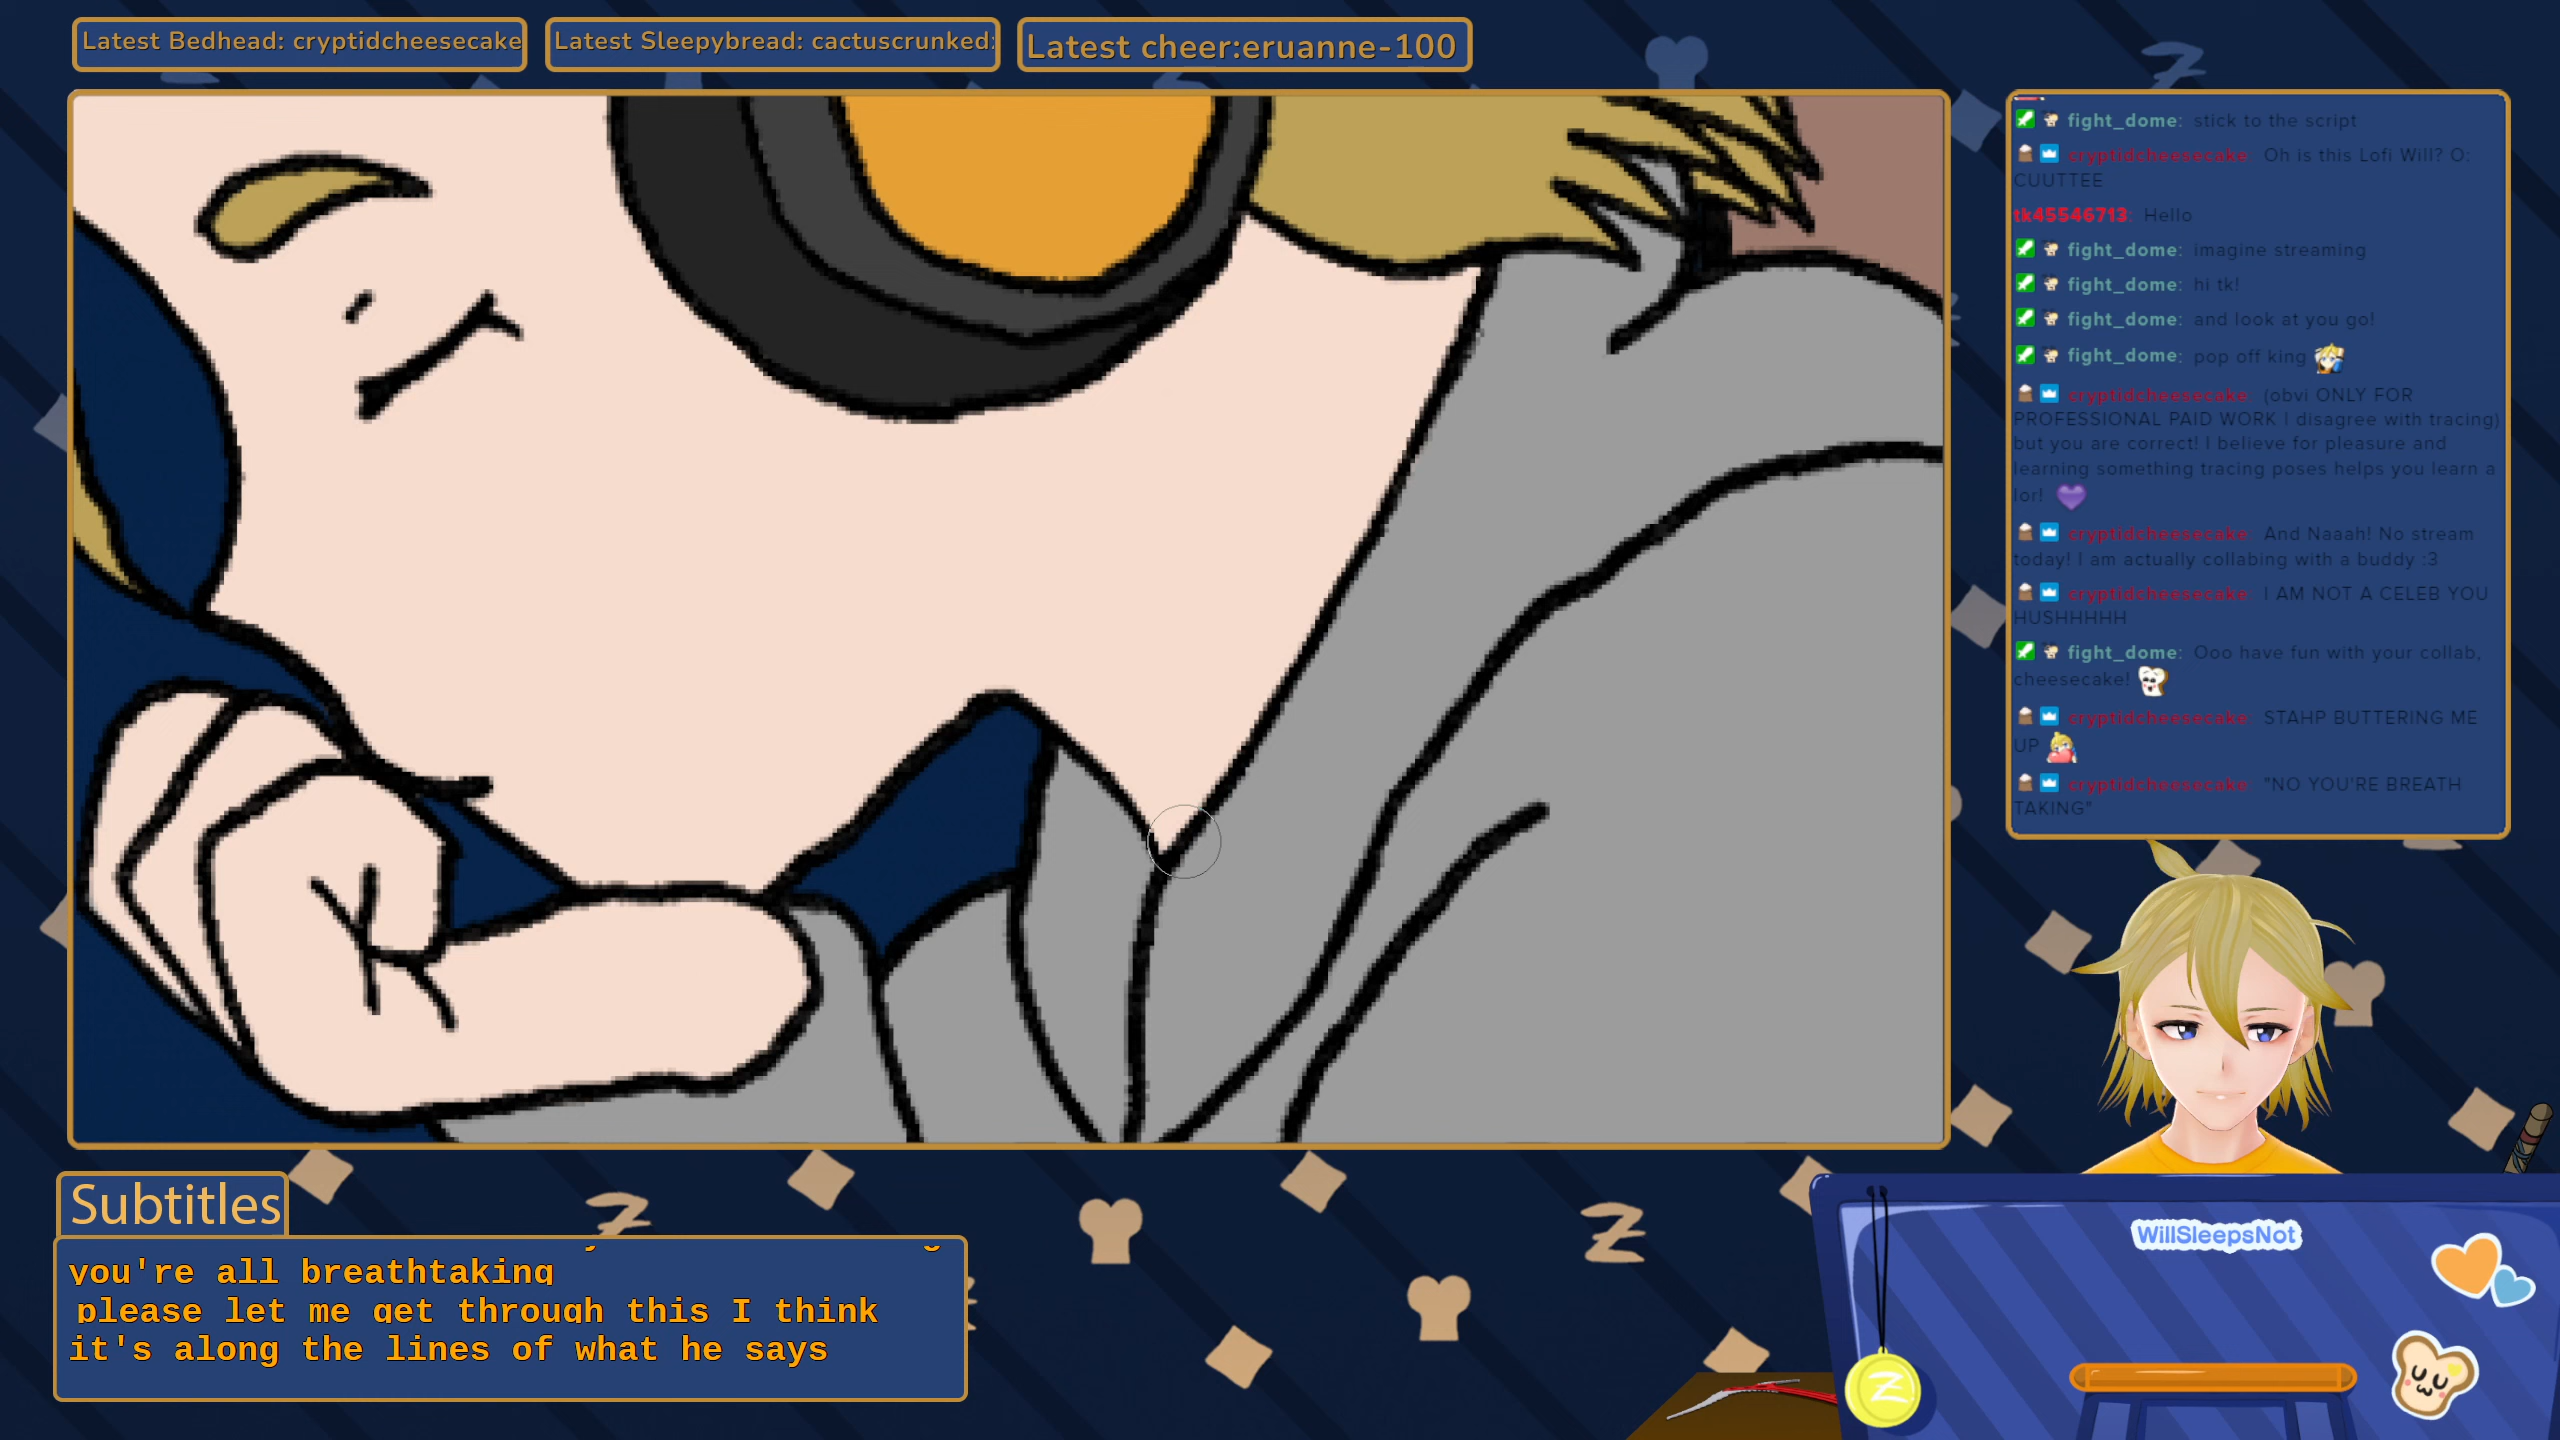 Latest Bedhead: cryptidcheesecake
Latest Sleepybread: cactuscrunked:
Latest cheer:eruanne-100
fight_dome: stick to the script
cryptidcheesecake: Oh is this Lofi Will? O:
CUUTTEE
tk45546713: Hello
fight_dome: imagine streaming
fight_dome: hi tk!
fight_dome: and look at you go!
fight_dome: pop off king
cryptidcheesecake: (obvi ONLY FOR
PROFESSIONAL PAID WORK I disagree with tracing)
but you are correct! I believe for pleasure and
learning something tracing poses helps you learn a
lor!
cryptidcheesecake: And Naaah! No stream
today! I am actually collabing with a buddy :3
cryptidcheesecake: I AM NOT A CELEB YOU
HUSHHHHH
fight_dome: Ooo have fun with your collab,
cheesecake!
cryptidcheesecake: STAHP BUTTERING ME
UP
cryptidcheesecake: "NO YOU'RE BREATH
TAKING"
Subtitles
you're all breathtaking
please let me get through this I think
it's along the lines of what he says
WillSleepsNot
Z